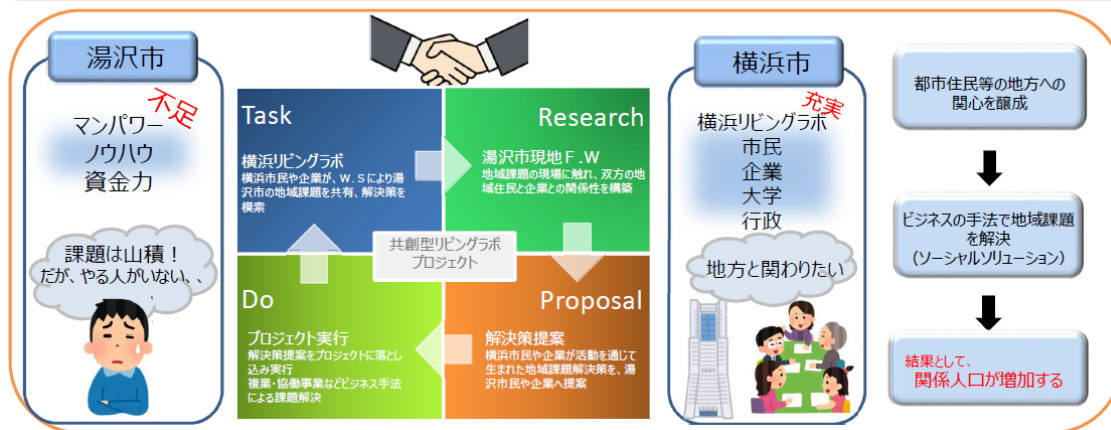 湯沢市
不足
マンパワー
ノウハウ
資金力
課題は山積！
だが、やる人がいない、、
Task
横浜リビングラボ
横浜市民や企業が、Ｗ.Ｓにより湯
沢市の地域課題を共有、解決策を
模索
Research
湯沢市現地Ｆ.Ｗ
地域課題の現場に触れ、双方の地
域住民と企業との関係性を構築
共創型リビングラボ
プロジェクト
Do
プロジェクト実行
解決策提案をプロジェクトに落とし
込み実行
複業・協働事業などビジネス手法
による課題解決
Proposal
解決策提案
横浜市民や企業が活動を通じて
生まれた地域課題解決策を、湯
沢市民や企業へ提案
横浜市
充実
横浜リビングラボ
市民
企業
大学
行政
地方と関わりたい
都市住民等の地方への
関心を醸成
ビジネスの手法で地域課題
を解決
（ソーシャルソリューション）
結果として、
関係人口が増加する